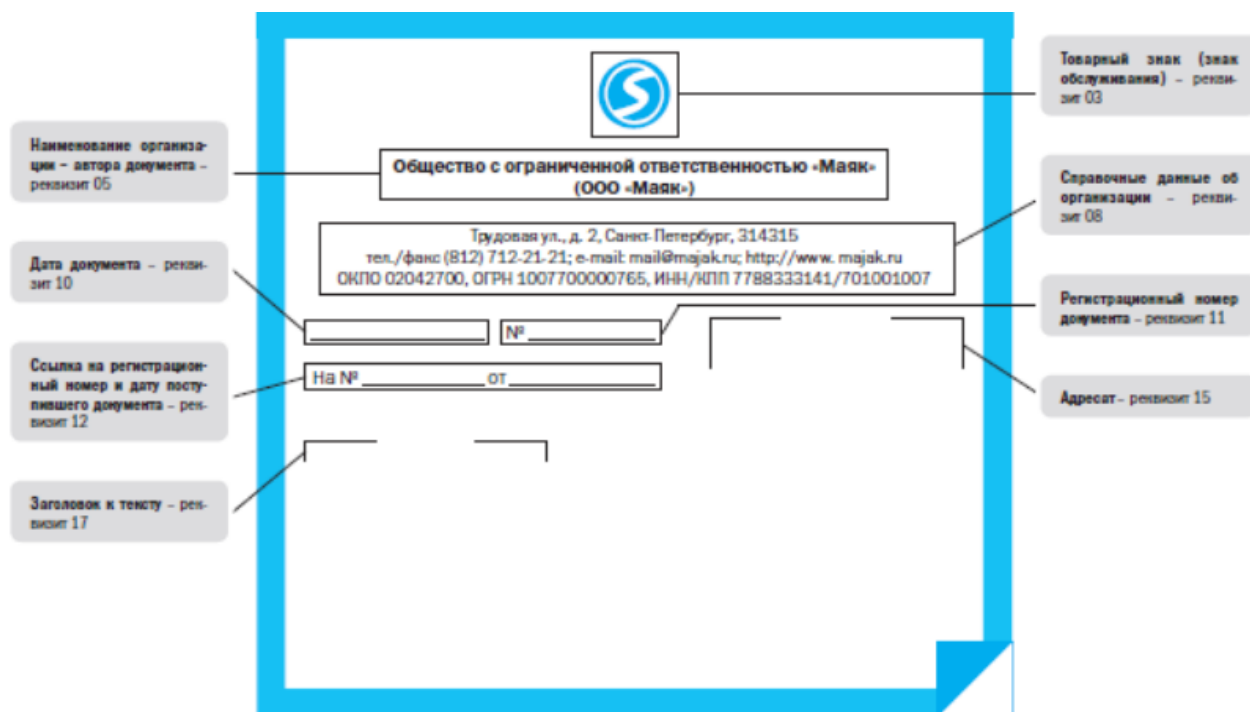 Товарный знак (знак
обслуживания) – рекви-
зит 03
Наименование организа-
ции – автора документа –
реквизит 05
Общество с ограниченной ответственностью «Маяк»
(ООО «Маяк»)
Справочные данные об
организации – рекви-
зит 08
Трудовая ул., д. 2, Санкт-Петербург, 314315
тел./факс (812) 712-21-21; e-mail: mail@majak.ru; http://www. majak.ru
ОКПО 02042700, ОГРН 1007700000765, ИНН/КПП 7788333141/701001007
Дата документа – рекви-
зит 10
Регистрационный номер
документа – реквизит 11
№
Ссылка на регистрацион-
ный номер и дату посту-
пившего документа – рек-
визит 12
На № от
Адресат – реквизит 15
Заголовок к тексту – рек-
визит 17